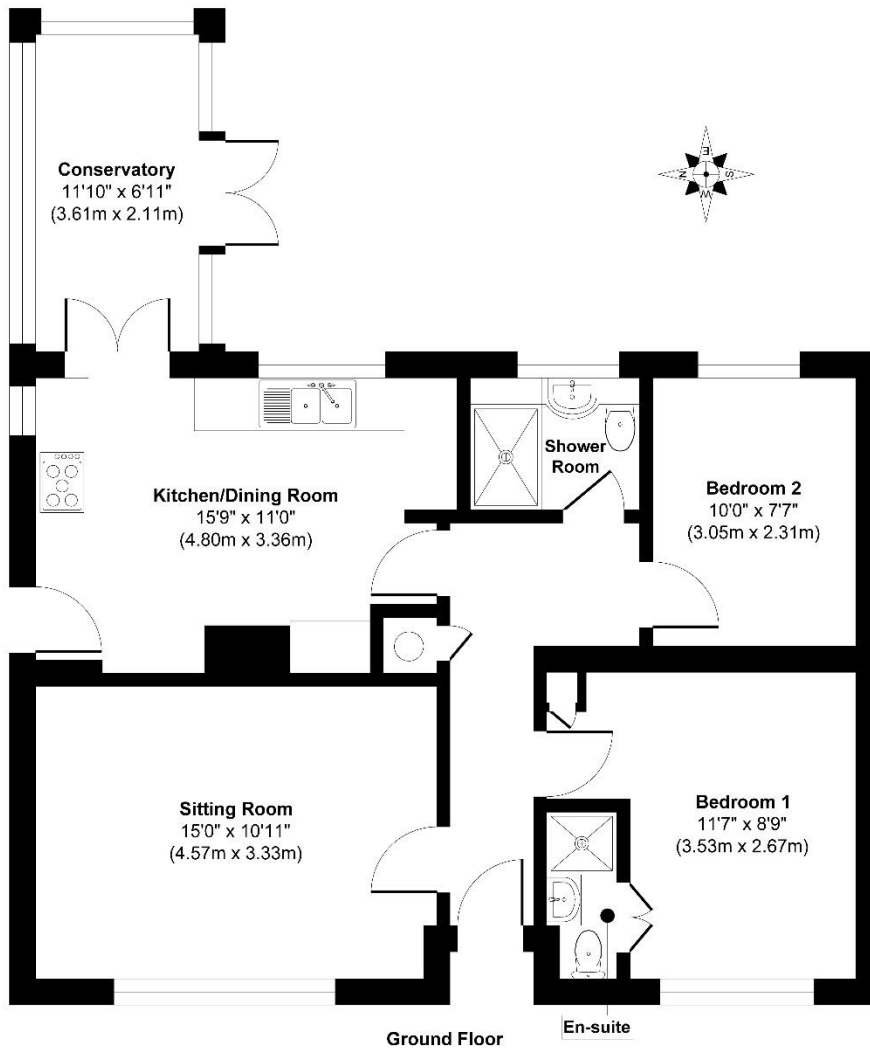 Conservatory
11'10" x 6'11"
(3.61m x 2.11m)
E
N
S
W
Kitchen/Dining Room
15'9" x 11'0"
(4.80m x 3.36m)
Shower
Room
Bedroom 2
10'0" x 7'7"
(3.05m x 2.31m)
Sitting Room
15'0" x 10'11"
(4.57m x 3.33m)
Bedroom 1
11'7" x 8'9"
(3.53m x 2.67m)
En-suite
Ground Floor